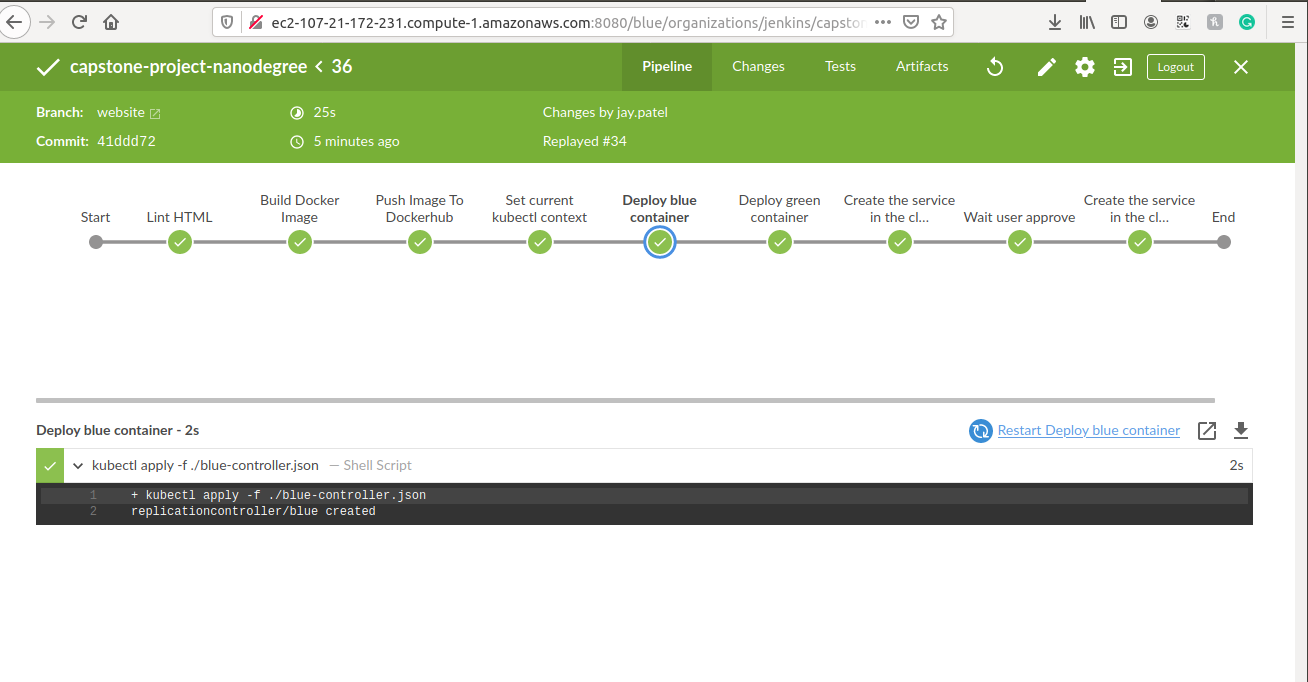 ec2-107-21-172-231.compute-1.amazonaws.com:8080/blue/organizations/jenkins/capsto
capstone-project-nanodegree < 36
Pipeline
Changes
Tests
Artifacts
Logout
Branch: website
25s
Changes by jay.patel
Commit: 41ddd72
5 minutes ago
Replayed #34
Start
Lint HTML
Build Docker
Image
Push Image To
Dockerhub
Set current
kubectl context
Deploy blue
container
Deploy green
container
Create the service
in the cl...
Wait user approve
Create the service
in the cl...
End
Deploy blue container - 2s
Restart Deploy blue container
kubectl apply -f ./blue-controller.json — Shell Script
2s
1 + kubectl apply -f ./blue-controller.json
2 replicationcontroller/blue created